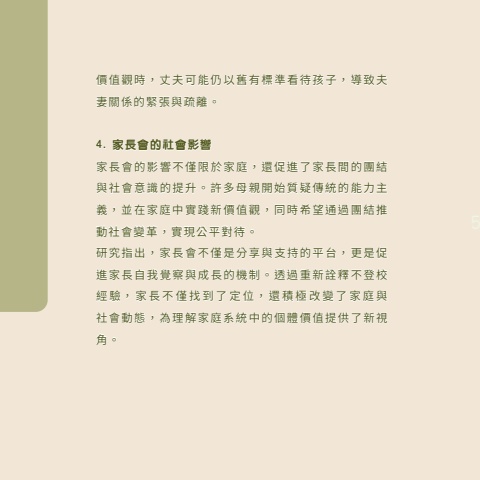 價值觀時，丈夫可能仍以舊有標準看待孩子，導致夫
妻關係的緊張與疏離。
4. 家長會的社會影響
家長會的影響不僅限於家庭，還促進了家長間的團結
與社會意識的提升。許多母親開始質疑傳統的能力主
義，並在家庭中實踐新價值觀，同時希望通過團結推
動社會變革，實現公平對待。
研究指出，家長會不僅是分享與支持的平台，更是促
進家長自我覺察與成長的機制。透過重新詮釋不登校
經驗，家長不僅找到了定位，還積極改變了家庭與
社會動態，為理解家庭系統中的個體價值提供了新視
角。
5